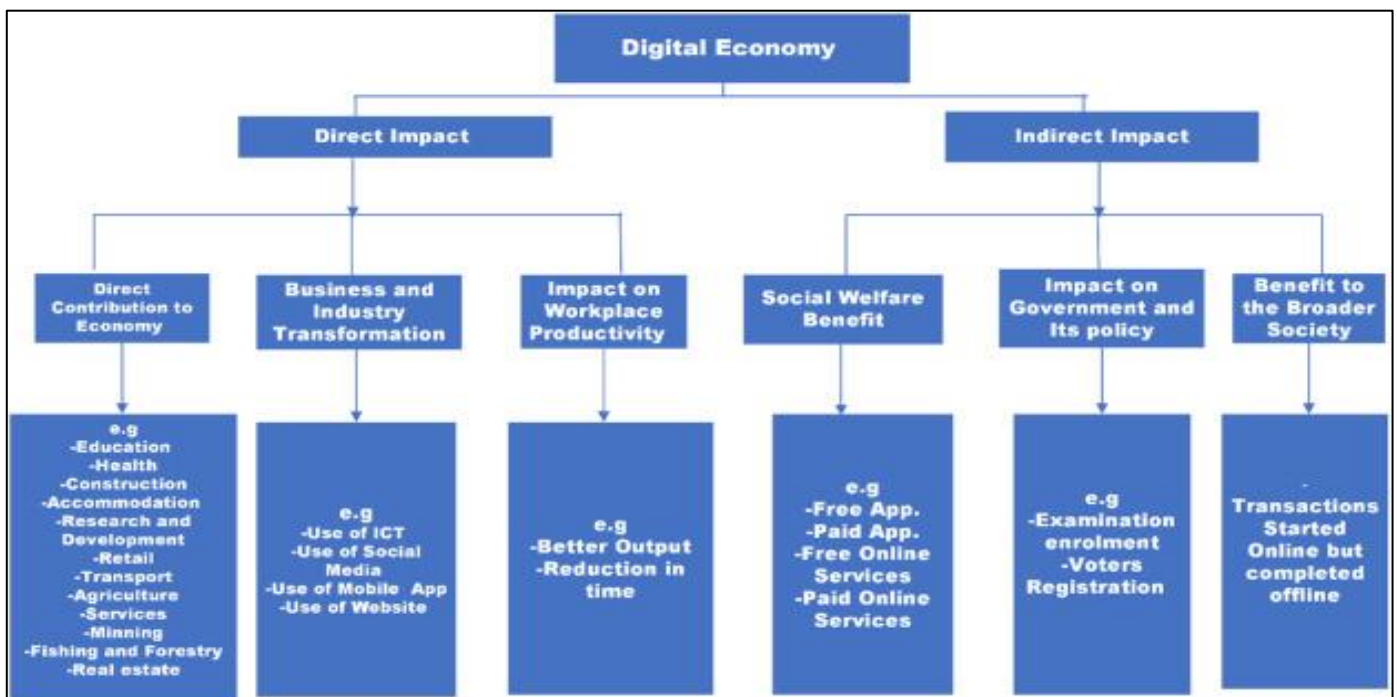 Digital Economy
Direct Impact
Indirect Impact
Direct
Contribution to
Economy
Business and
Industry
Transformation
Impact on
Workplace
Productivity
Social Welfare
Benefit
Impact on
Government and
Its policy
Benefit to
the Broader
Society
e.g
-Education
-Health
-Construction
-Accommodation
-Research and
Development
-Retail
-Transport
-Agriculture
-Services
-Minning
-Fishing and Forestry
-Real estate
e.g
-Use of ICT
-Use of Social
Media
-Use of Mobile App
-Use of Website
e.g
-Better Output
-Reduction in
time
e.g
-Free App.
-Paid App.
-Free Online
Services
-Paid Online
Services
e.g
-Examination
enrolment
-Voters
Registration
-
Transactions
Started
Online but
completed
offline